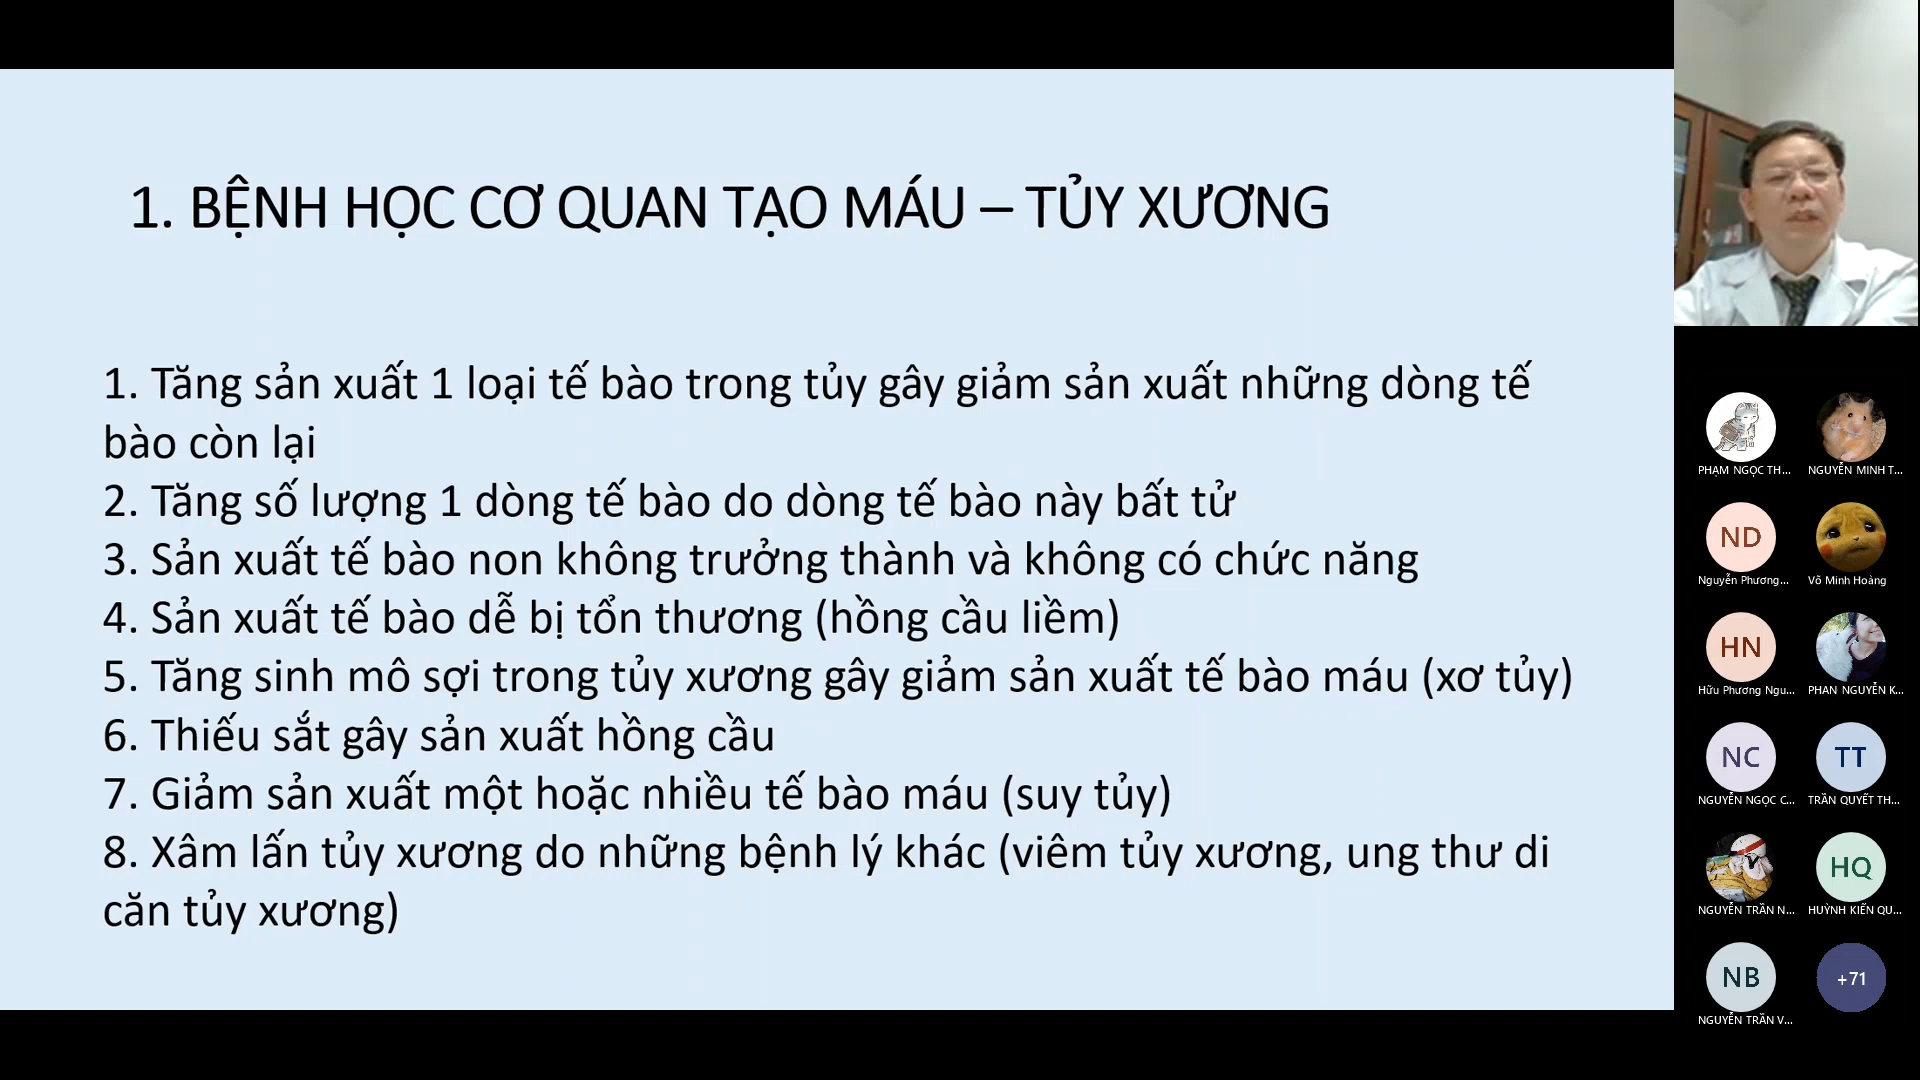 1. BỆNH HỌC CƠ QUAN TẠO MÁU – TỦY XƯƠNG
1. Tăng sản xuất 1 loại tế bào trong tủy gây giảm sản xuất những dòng tế
bào còn lại
2. Tăng số lượng 1 dòng tế bào do dòng tế bào này bất tử
3. Sản xuất tế bào non không trưởng thành và không có chức năng
4. Sản xuất tế bào dễ bị tổn thương (hồng cầu liềm)
5. Tăng sinh mô sợi trong tủy xương gây giảm sản xuất tế bào máu (xơ tủy)
6. Thiếu sắt gây sản xuất hồng cầu
7. Giảm sản xuất một hoặc nhiều tế bào máu (suy tủy)
8. Xâm lấn tủy xương do những bệnh lý khác (viêm tủy xương, ung thư di
căn tủy xương)
PHẠM NGỌC TH...
NGUYỄN MINH T...
ND
Nguyễn Phương...
Võ Minh Hoàng
HN
Hữu Phương Ngu...
PHAN NGUYỄN K...
NC
NGUYỄN NGỌC C...
TT
TRẦN QUYẾT TH...
NGUYỄN TRẦN N...
HQ
HUỲNH KIẾN QU...
NB
NGUYỄN TRẦN V...
+71